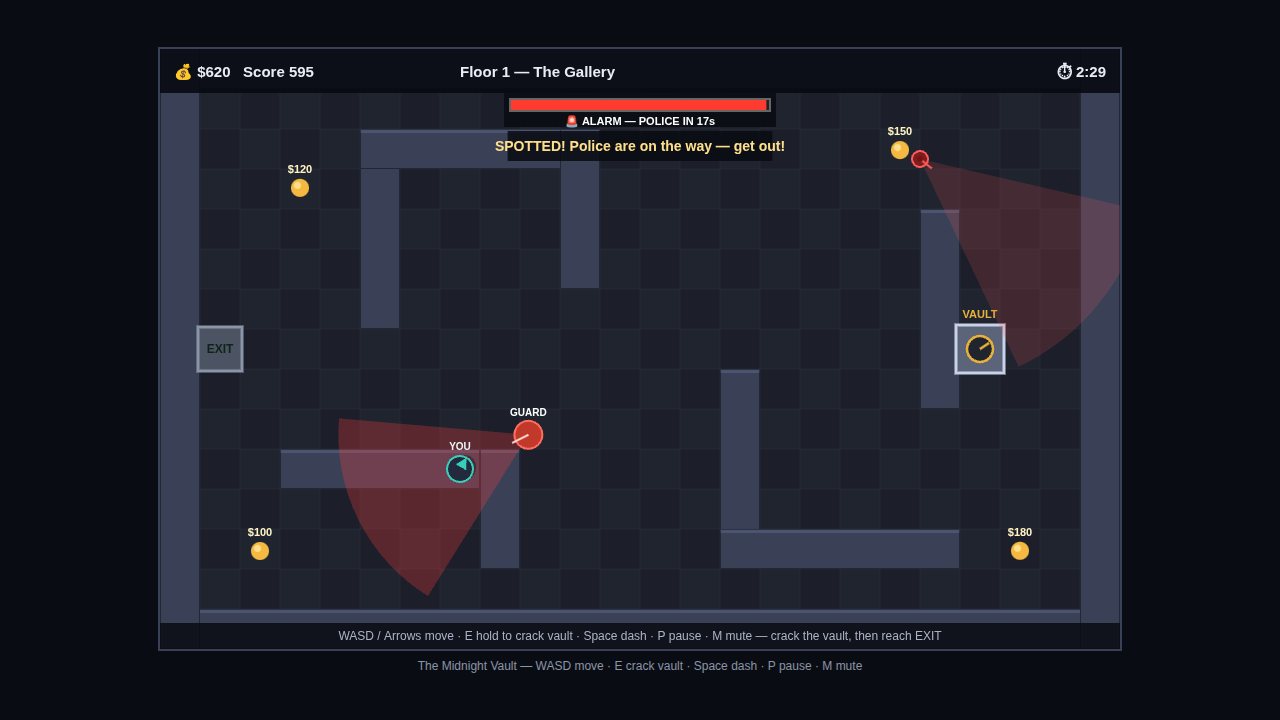 💰 $620 Score 595
Floor 1 — The Gallery
⏱ 2:29
🚨 ALARM — POLICE IN 17s
SPOTTED! Police are on the way — get out!
$150
$120
VAULT
EXIT
GUARD
YOU
$100
$180
WASD / Arrows move · E hold to crack vault · Space dash · P pause · M mute — crack the vault, then reach EXIT
The Midnight Vault — WASD move · E crack vault · Space dash · P pause · M mute